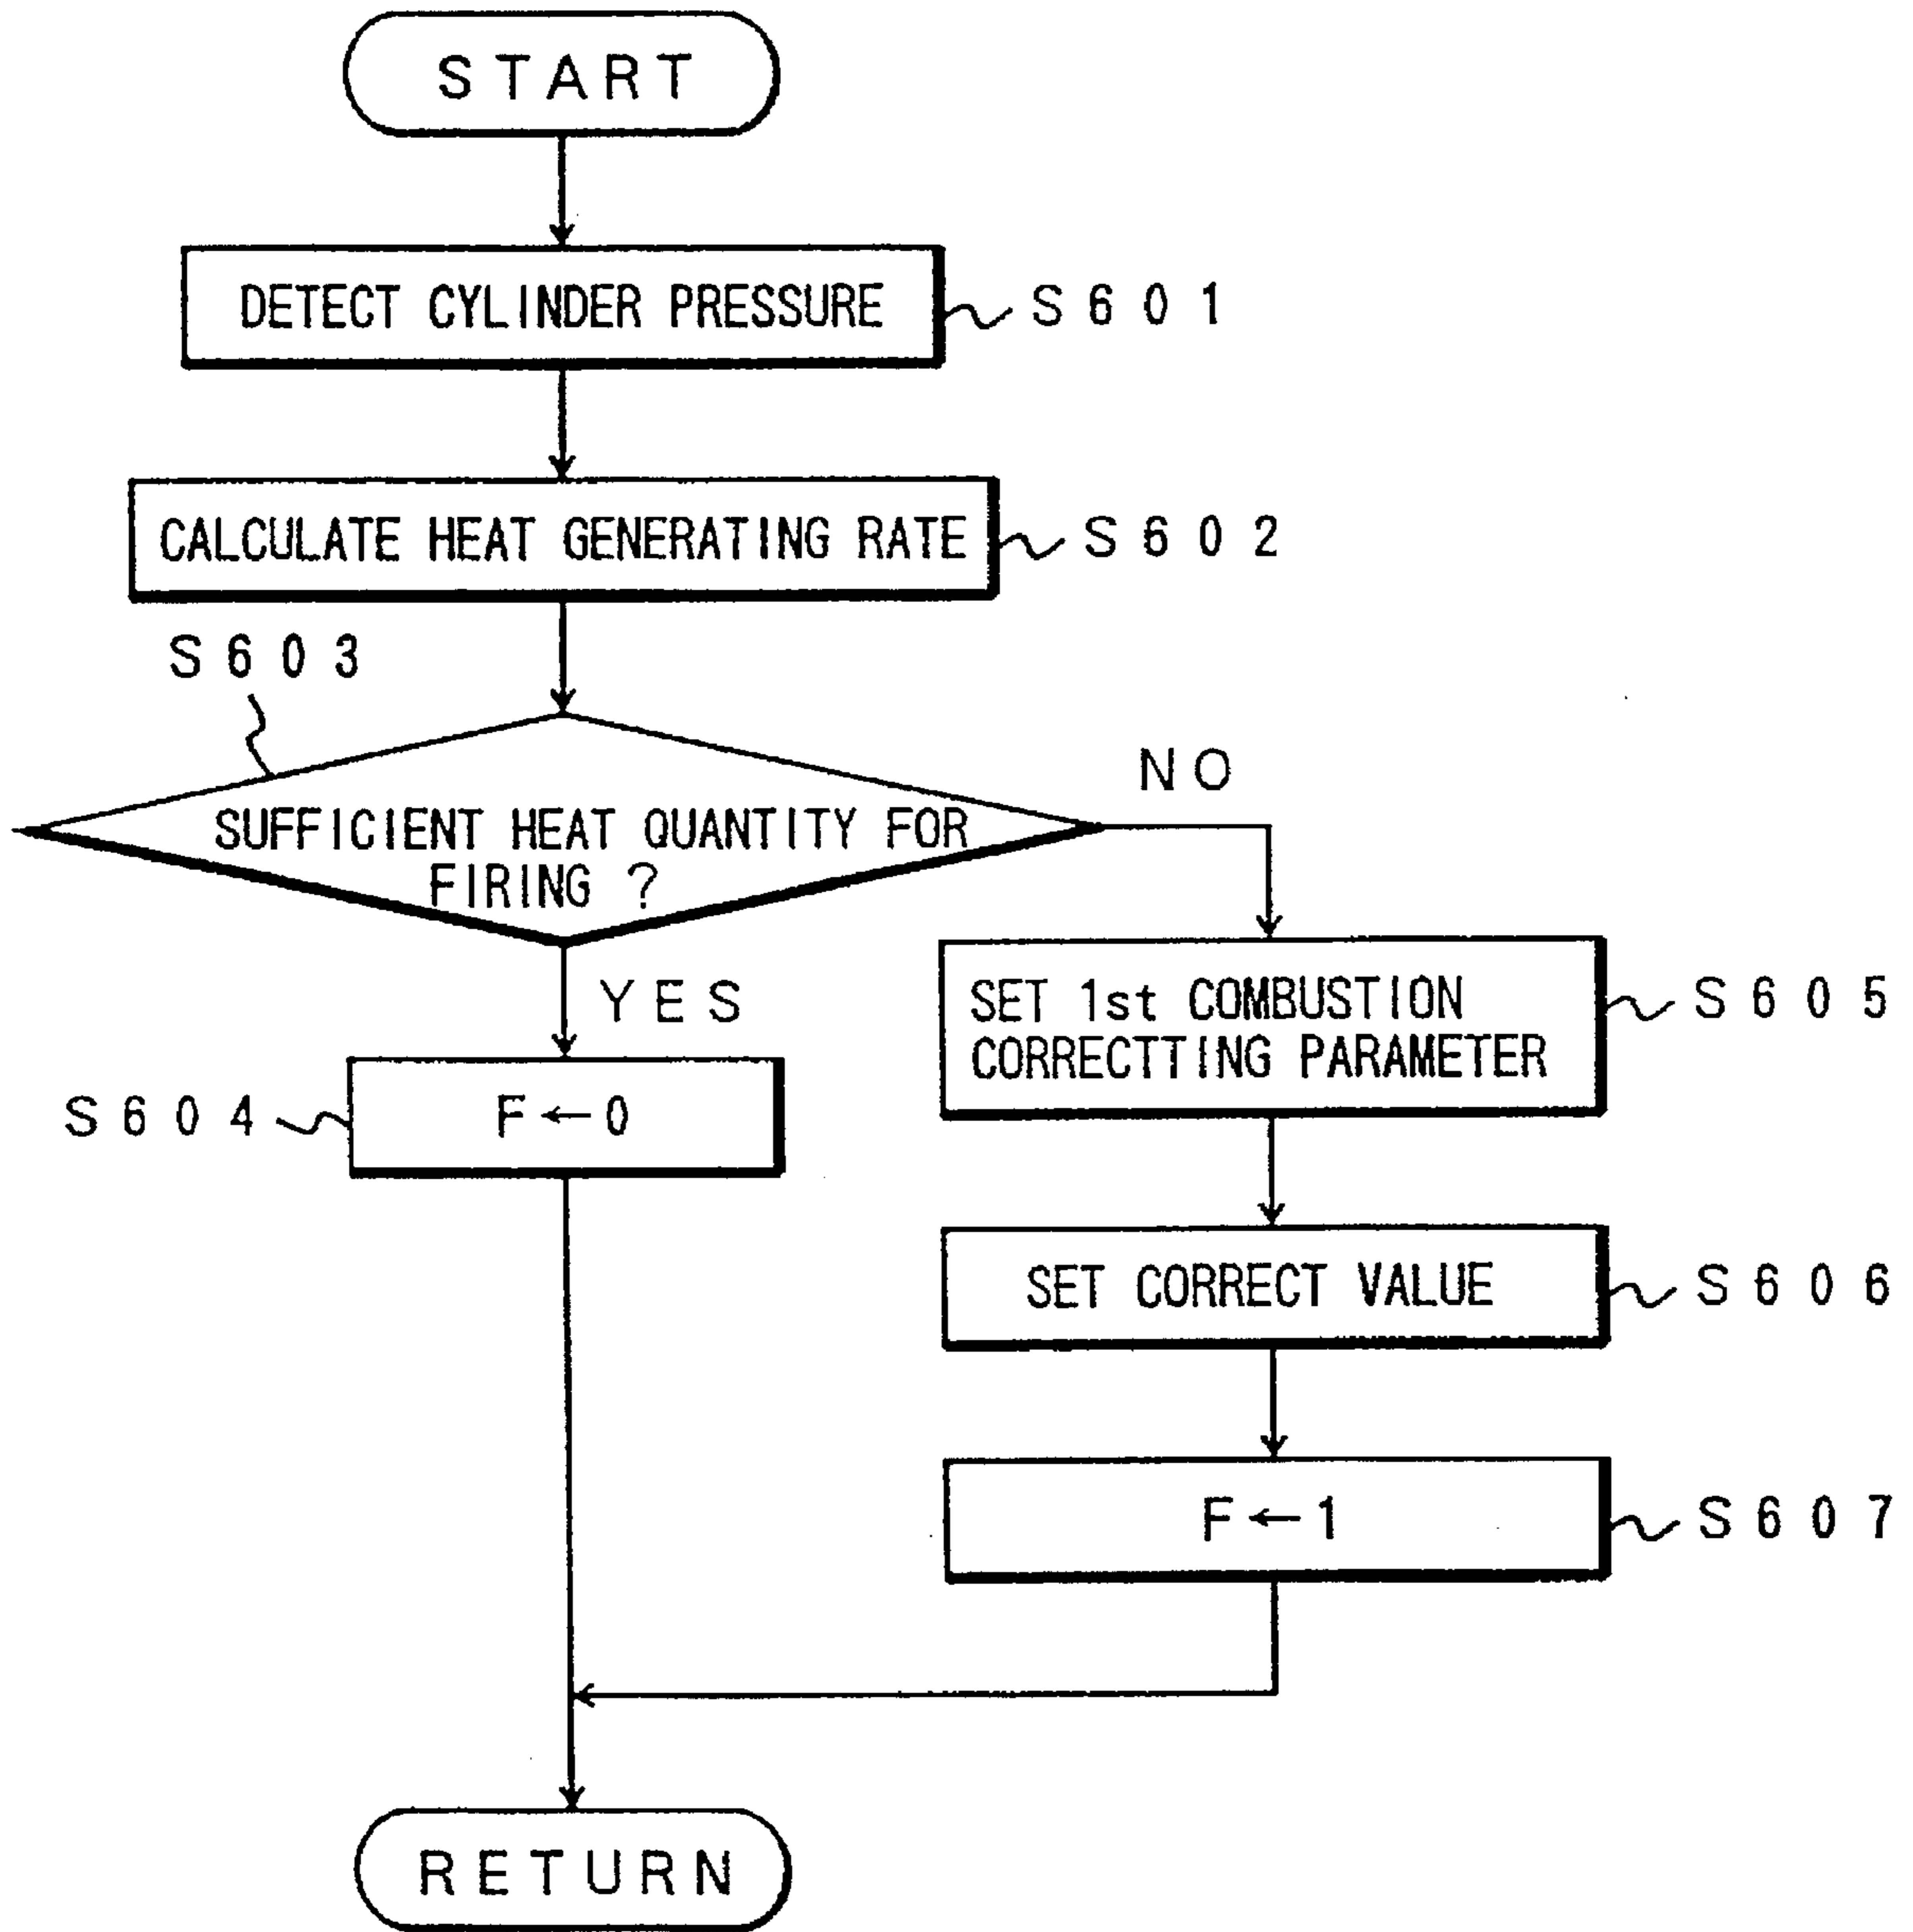 START
DETECT CYLINDER PRESSURE
S601
CALCULATE HEAT GENERATING RATE
S602
S603
SUFFICIENT HEAT QUANTITY FOR
FIRING ?
NO
YES
S604
F←0
SET 1st COMBUSTION
CORRECTTING PARAMETER
S605
SET CORRECT VALUE
S606
F←1
S607
RETURN